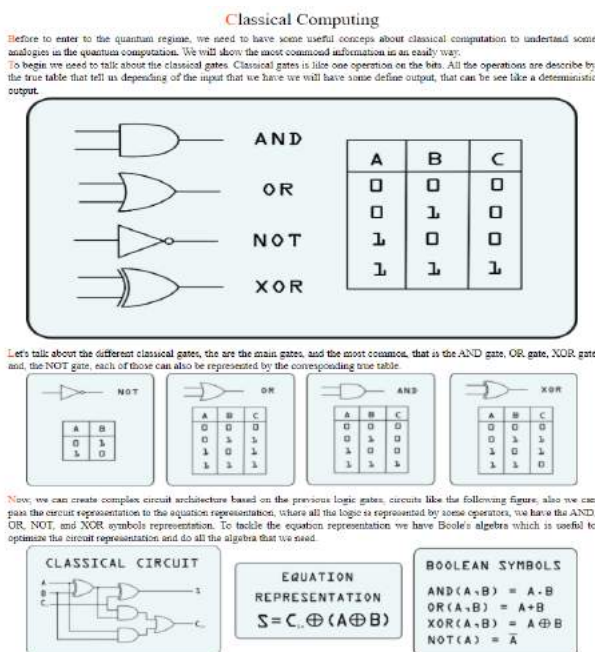 Classical Computing
Before to enter to the quantum regime, we need to have some useful conceps about classical computation to undertand some
analogies in the quantum computation. We will show the most commond information in an easily way.
To begin we need to talk about the classical gates. Classical gates is like one operation on the bits. All the operations are describe by
the true table that tell us depending of the input that we have we will have some define output, that can be see like a deterministic
output.
AND
OR
NOT
XOR
A B C
0 0 0
0 1 0
1 0 0
1 1 1
Let's talk about the different classical gates, the are the main gates, and the most common, that is the AND gate, OR gate, XOR gate
and, the NOT gate, each of those can also be represented by the corresponding true table.
NOT
A B
0 1
1 0
OR
A B C
0 0 0
0 1 1
1 0 1
1 1 1
AND
A B C
0 0 0
0 1
1 0
1 1 1
XOR
A B C
0 0 0
0 1 1
1 0 1
1 1 0
Now, we can create complex circuit architecture based on the previous logic gates, circuits like the following figure, also we can
pass the circuit representation to the equation representation, where all the logic is represented by some operators, we have the AND,
OR, NOT, and XOR symbols representation. To tackle the equation representation we have Boole's algebra which is useful to
optimize the circuit representation and do all the algebra that we need.
CLASSICAL CIRCUIT
A
B
C
S
C
EQUATION
REPRESENTATION
S=C⊕(A⊕B)
BOOLEAN SYMBOLS
AND(A,B) = A.B
OR(A,B) = A+B
XOR(A,B) = A⊕B
NOT(A) = A̅